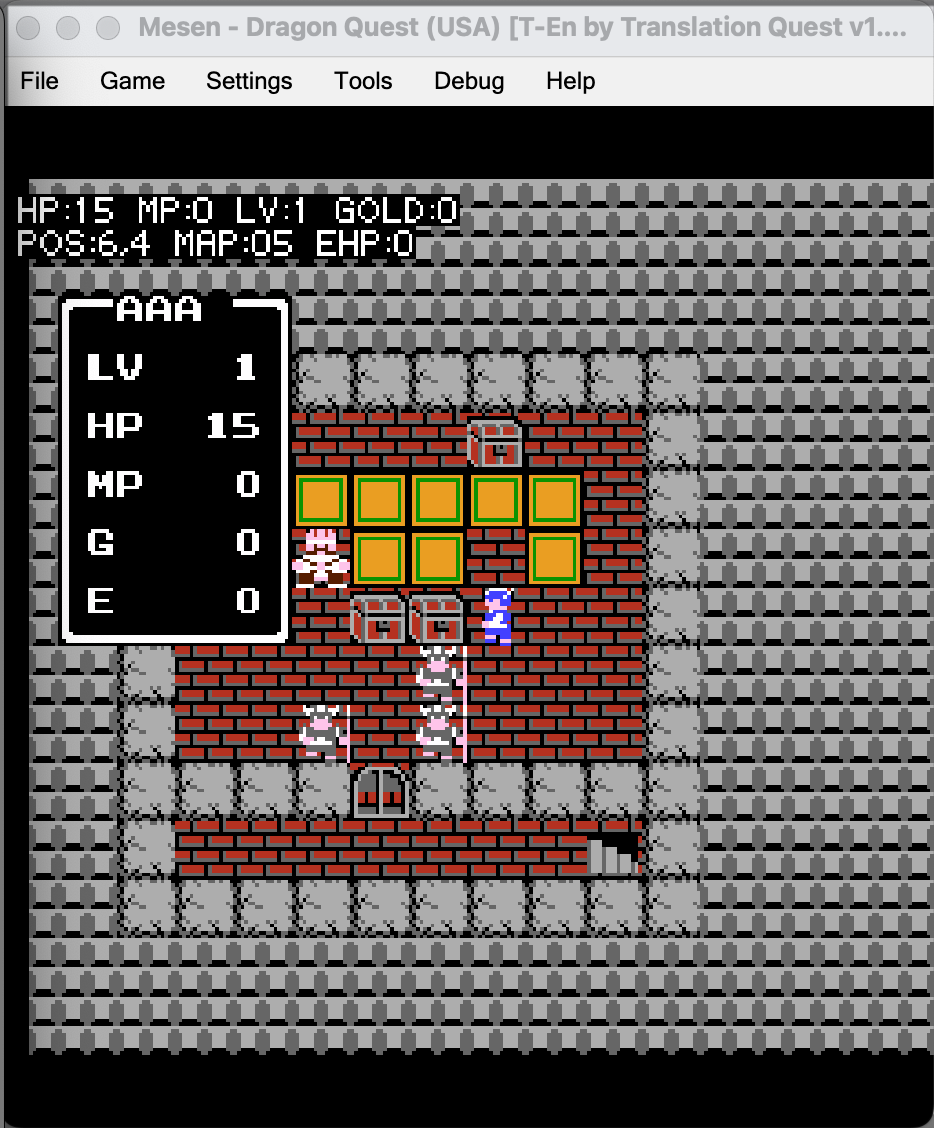 Mesen - Dragon Quest (USA) [T-En by Translation Quest v1....
File Game Settings Tools Debug Help
HP:15 MP:0 LV:1 GOLD:0
POS:6,4 MAP:05 EHP:0
AAA
LV 1
HP 15
MP 0
G 0
E 0